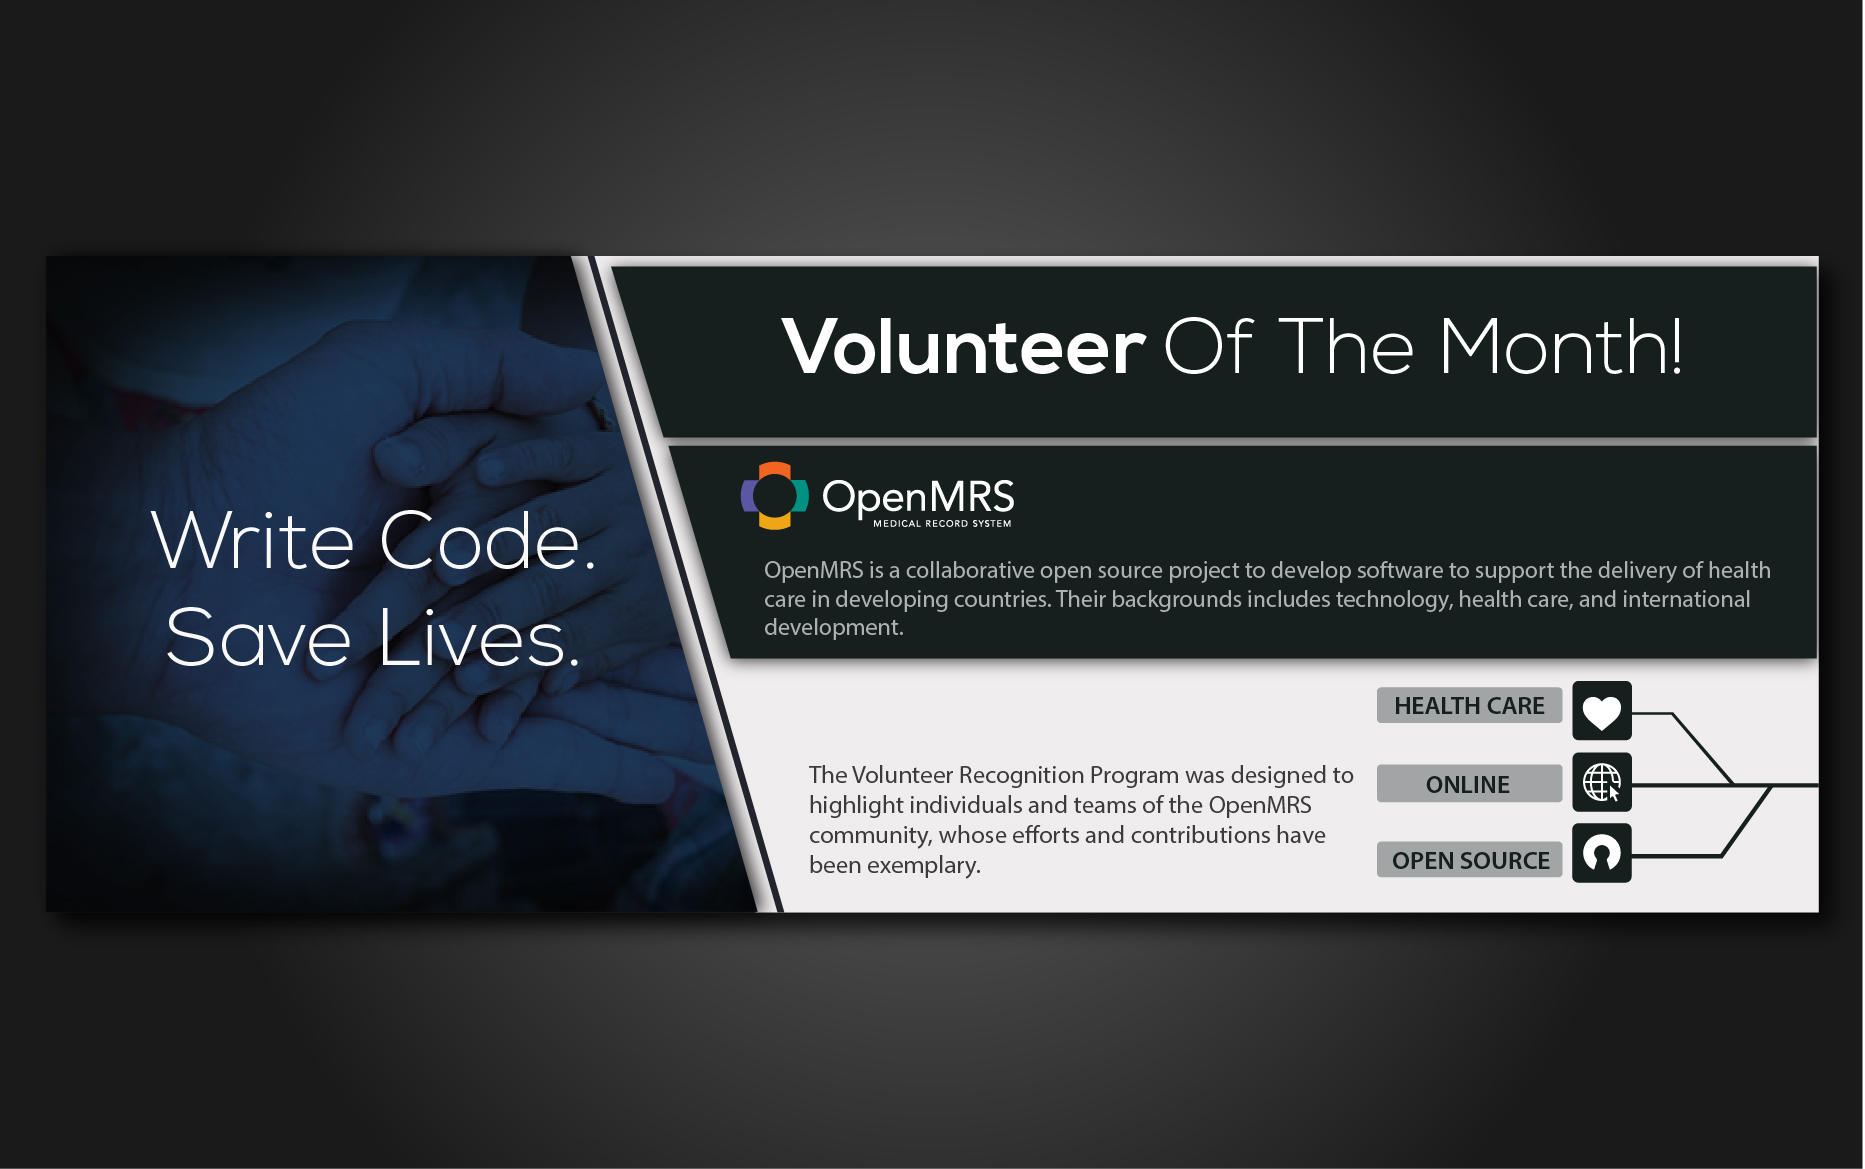 Write Code.
Save Lives.
Volunteer Of The Month!
OpenMRS
MEDICAL RECORD SYSTEM
OpenMRS is a collaborative open source project to develop software to support the delivery of health
care in developing countries. Their backgrounds includes technology, health care, and international
development.
The Volunteer Recognition Program was designed to
highlight individuals and teams of the OpenMRS
community, whose efforts and contributions have
been exemplary.
HEALTH CARE
ONLINE
OPEN SOURCE